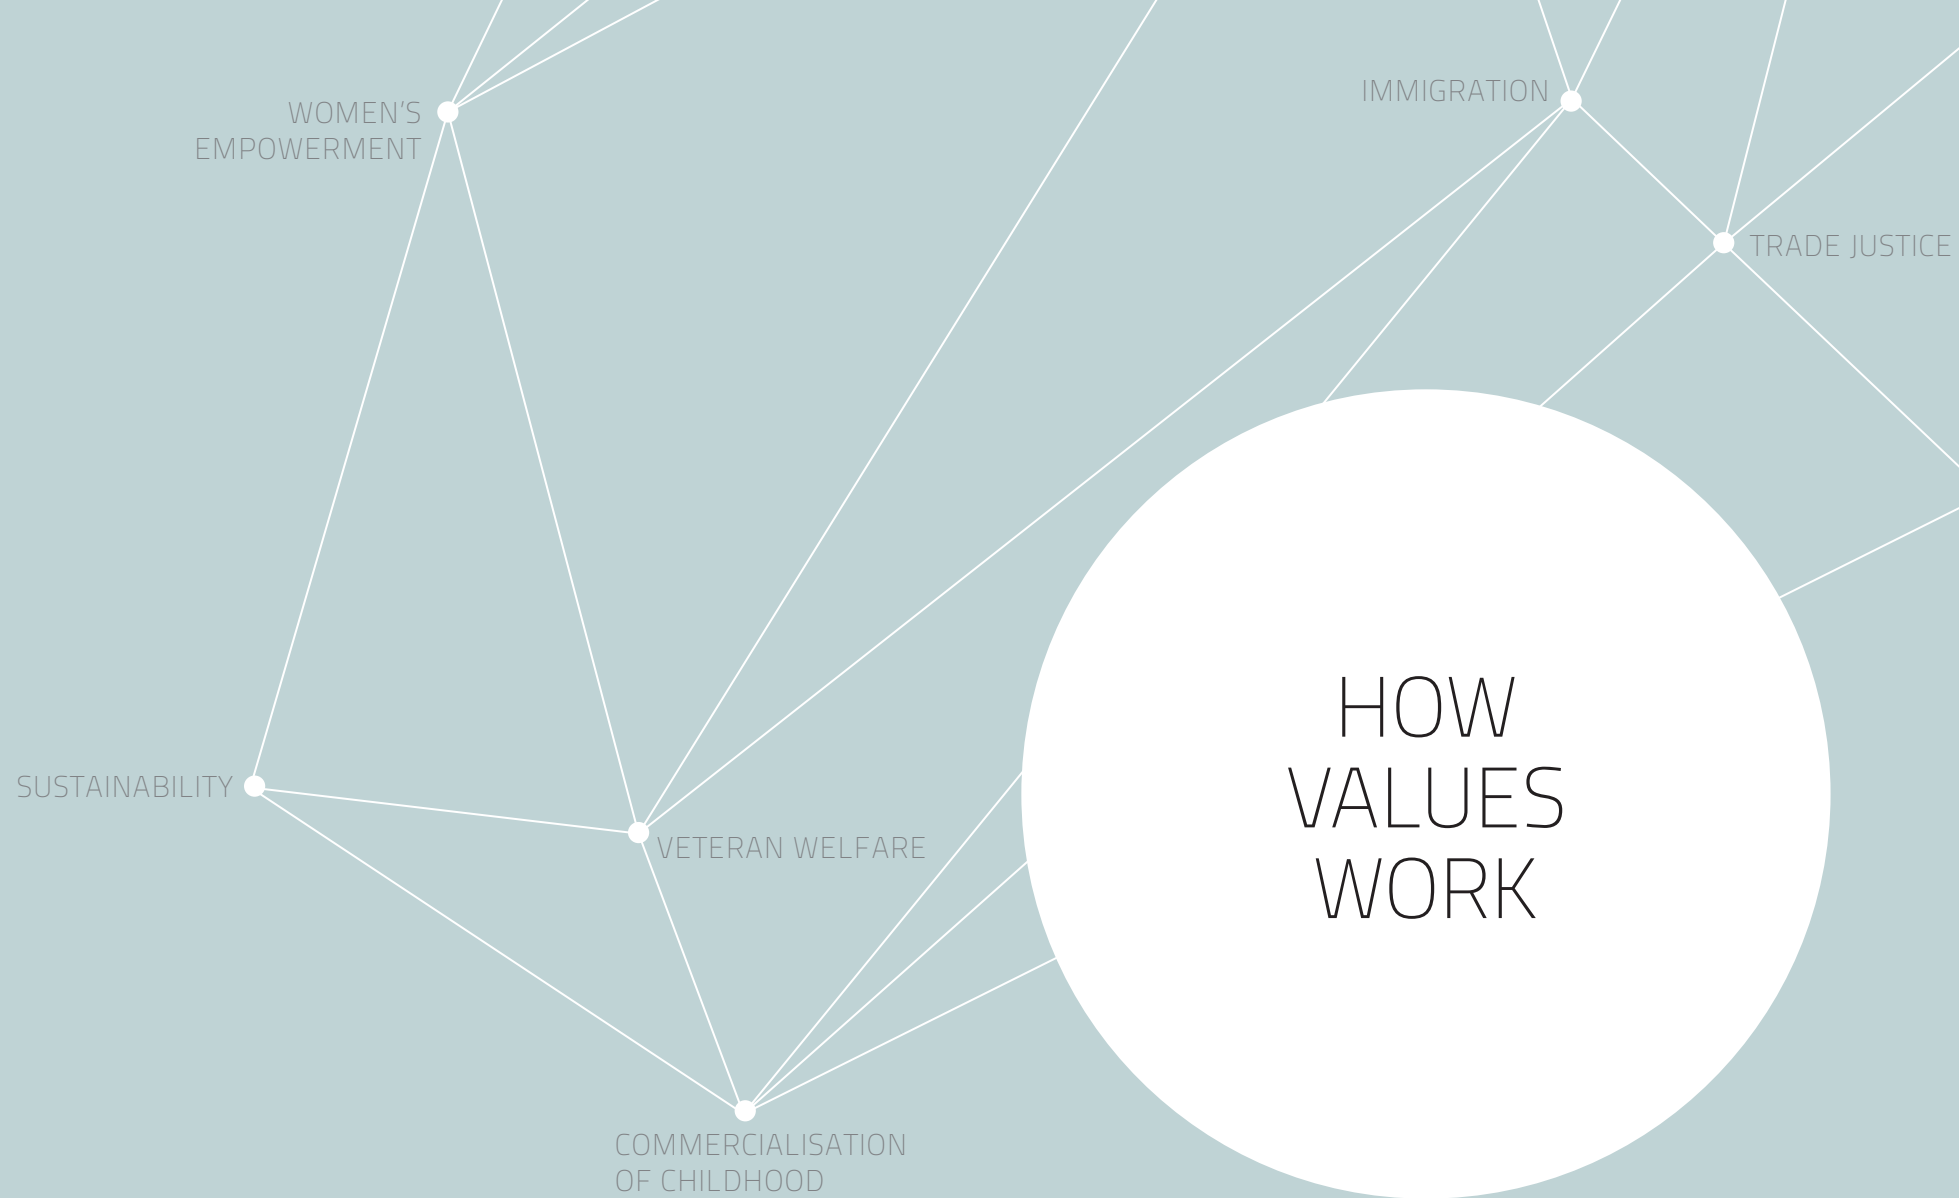 WOMEN'S
EMPOWERMENT
IMMIGRATION
TRADE JUSTICE
HOW
VALUES
WORK
SUSTAINABILITY
VETERAN WELFARE
COMMERCIALISATION
OF CHILDHOOD